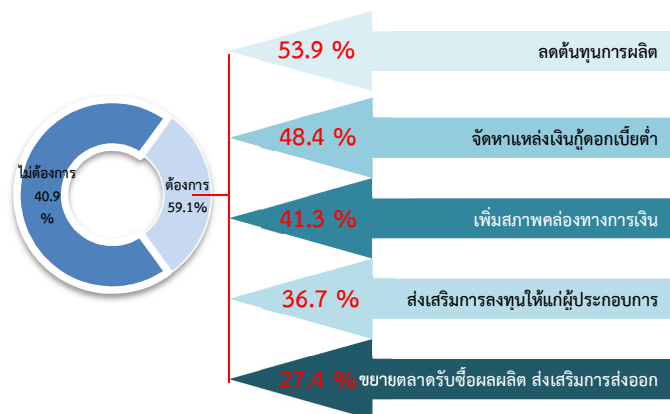 53.9 % ลดต้นทุนการผลิต
48.4 % จัดหาแหล่งเงินกู้ดอกเบี้ยต่ำ
ไม่ต้องการ
40.9
%
ต้องการ
59.1%
41.3 % เพิ่มสภาพคล่องทางการเงิน
36.7 % ส่งเสริมการลงทุนให้แก่ผู้ประกอบการ
27.4 % ขยายตลาดรับซื้อผลผลิต ส่งเสริมการส่งออก